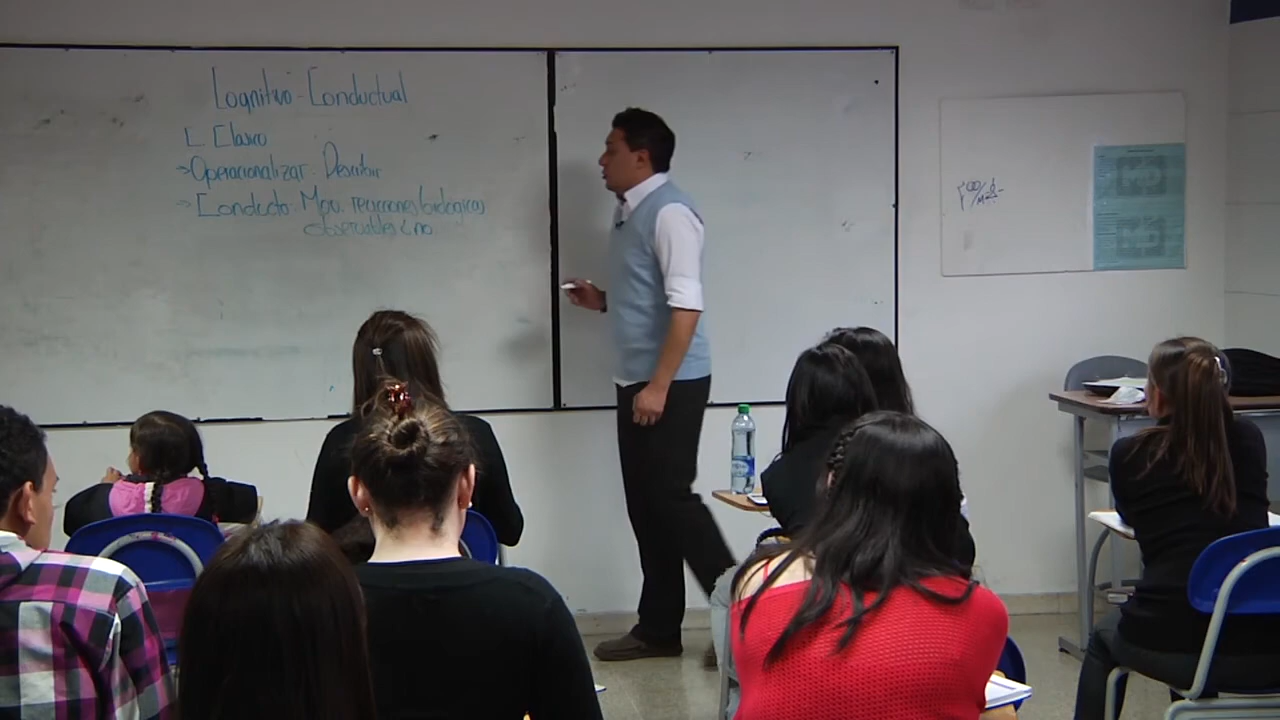 Cognitivo - Conductual
C. Clasico
→ Operacionalizar - Describir
→ Conducta: Mov. reacciones biologicas
observables y no